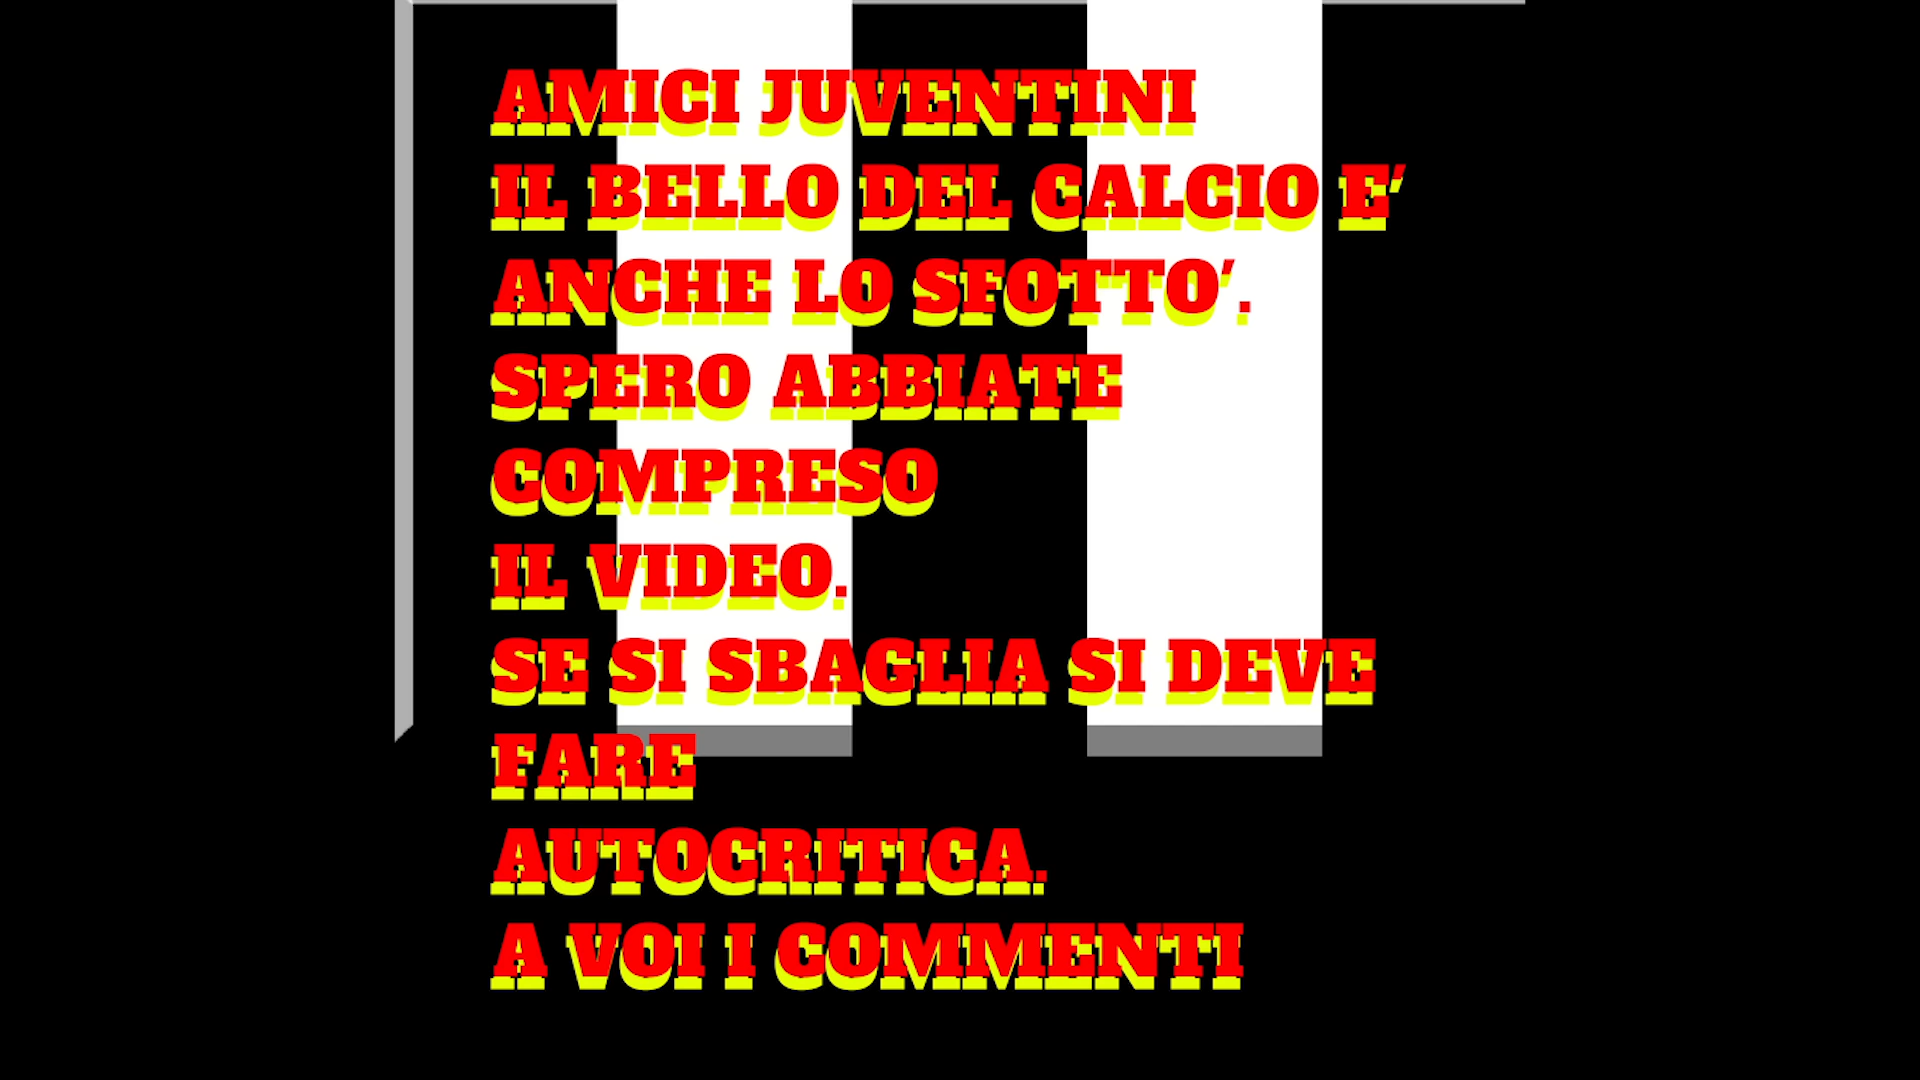 AMICI JUVENTINI
IL BELLO DEL CALCIO E'
ANCHE LO SFOTTO'.
SPERO ABBIATE
COMPRESO
IL VIDEO.
SE SI SBAGLIA SI DEVE
FARE
AUTOCRITICA.
A VOI I COMMENTI